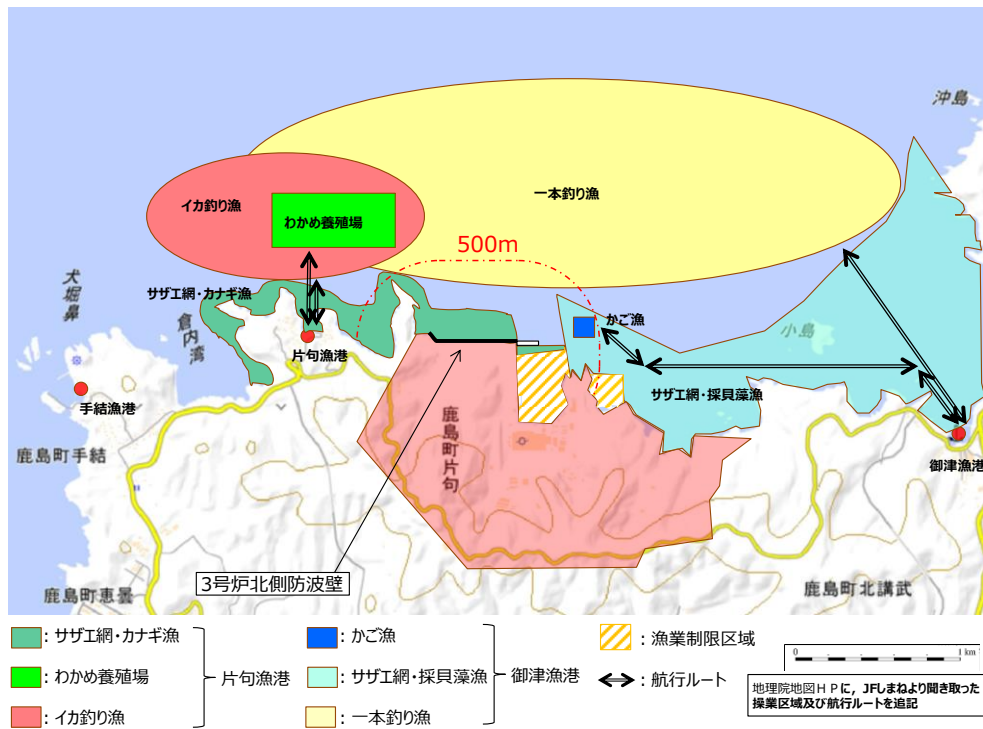 沖島
一本釣り漁
イカ釣り漁
わかめ養殖場
500m
サザエ網・カナギ漁
犬堀鼻
倉内湾
かご漁
小島
片句漁港
サザエ網・採貝藻漁
手結漁港
鹿島町片句
御津漁港
鹿島町手結
3号炉北側防波壁
鹿島町恵曇
鹿島町北講武
：サザエ網・カナギ漁
：わかめ養殖場
：イカ釣り漁
片句漁港
：かご漁
：サザエ網・採貝藻漁
：一本釣り漁
御津漁港
：漁業制限区域
：航行ルート
0 1 km
地理院地図ＨＰに，JFしまねより聞き取った
操業区域及び航行ルートを追記